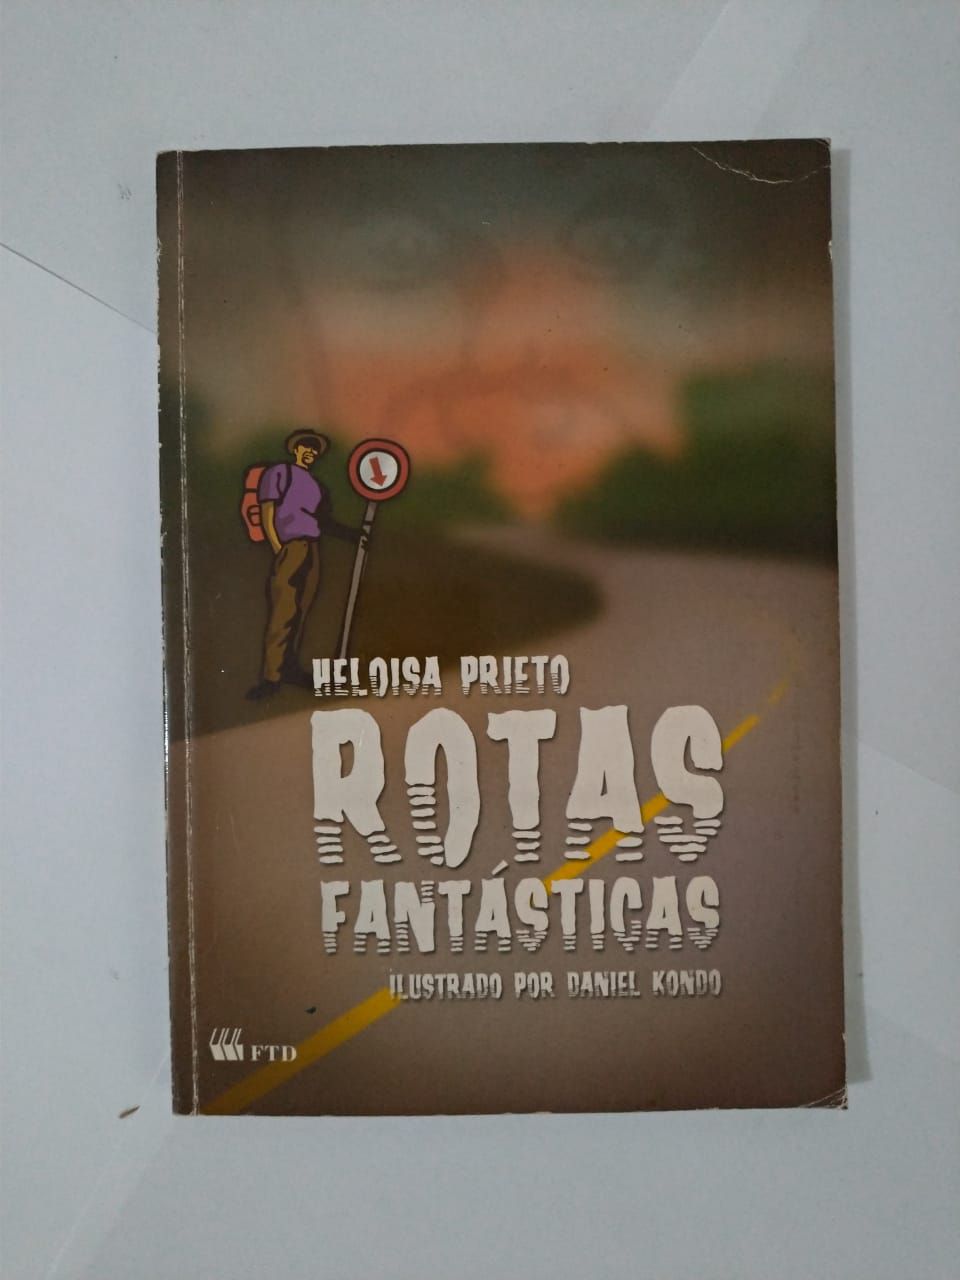 HELOISA PRIETO
ROTAS
FANTÁSTICAS
ILUSTRADO POR DANIEL KONDO
FTD